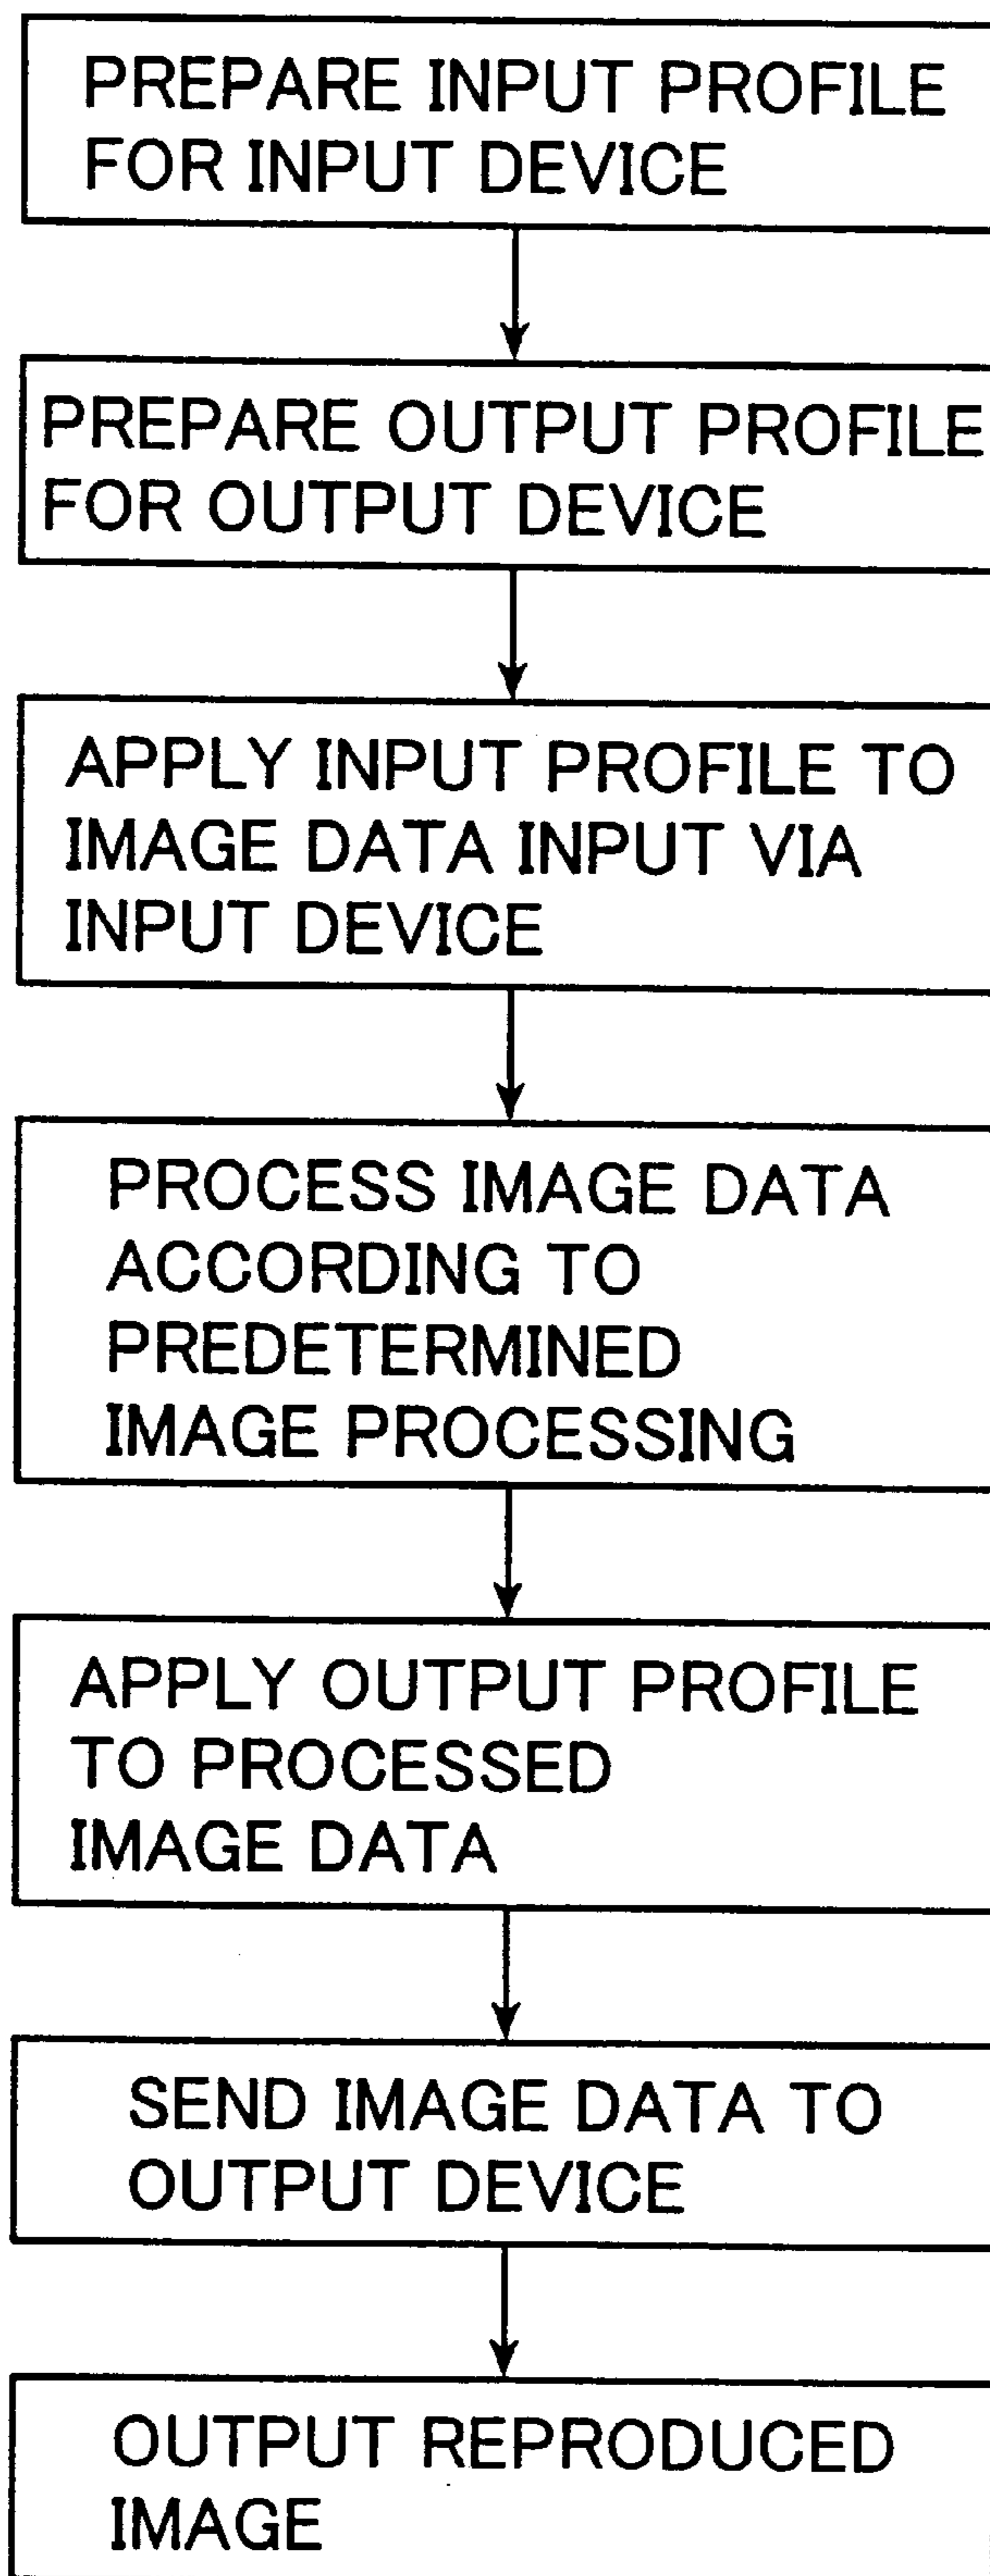 PREPARE INPUT PROFILE
FOR INPUT DEVICE
PREPARE OUTPUT PROFILE
FOR OUTPUT DEVICE
APPLY INPUT PROFILE TO
IMAGE DATA INPUT VIA
INPUT DEVICE
PROCESS IMAGE DATA
ACCORDING TO
PREDETERMINED
IMAGE PROCESSING
APPLY OUTPUT PROFILE
TO PROCESSED
IMAGE DATA
SEND IMAGE DATA TO
OUTPUT DEVICE
OUTPUT REPRODUCED
IMAGE